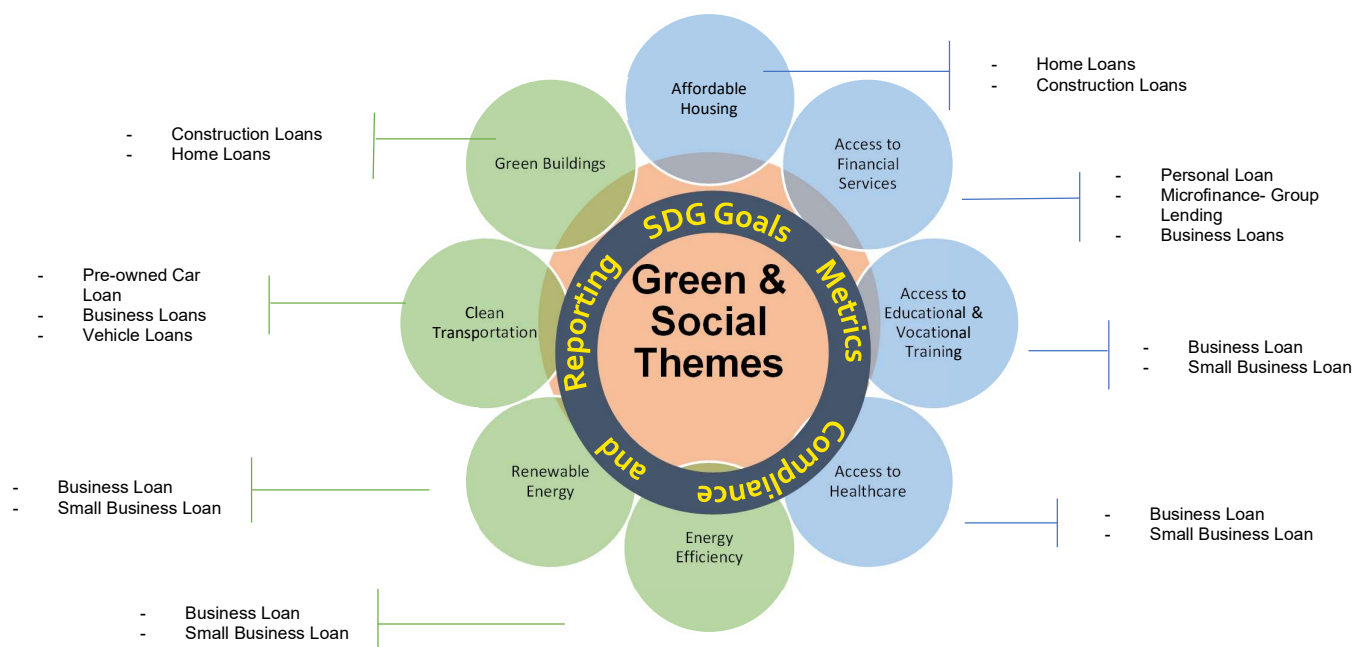 Affordable
Housing
- Home Loans
- Construction Loans
Access to
Financial
Services
- Personal Loan
- Microfinance- Group
Lending
- Business Loans
Access to
Educational &
Vocational
Training
- Business Loan
- Small Business Loan
Access to
Healthcare
- Business Loan
- Small Business Loan
Energy
Efficiency
- Business Loan
- Small Business Loan
Renewable
Energy
- Business Loan
- Small Business Loan
Clean
Transportation
- Pre-owned Car
Loan
- Business Loans
- Vehicle Loans
Green Buildings
- Construction Loans
- Home Loans
SDG Goals Metrics Compliance and Reporting
Green &
Social
Themes